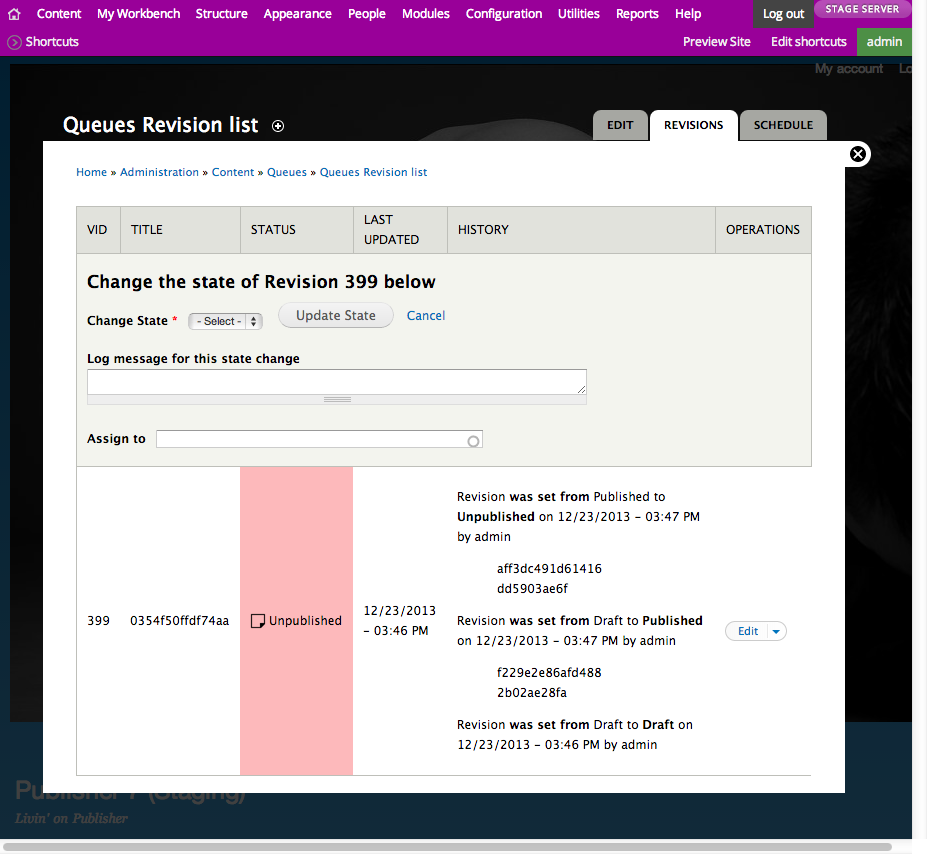 Content My Workbench Structure Appearance People Modules Configuration Utilities Reports Help Log out STAGE SERVER
Shortcuts Preview Site Edit shortcuts admin
My account
Queues Revision list EDIT REVISIONS SCHEDULE
Home » Administration » Content » Queues » Queues Revision list
VID TITLE STATUS LAST UPDATED HISTORY OPERATIONS
Change the state of Revision 399 below
Change State * - Select - Update State Cancel
Log message for this state change
Assign to
399 0354f50ffdf74aa Unpublished
12/23/2013
– 03:46 PM
Revision was set from Published to
Unpublished on 12/23/2013 – 03:47 PM
by admin
aff3dc491d61416
dd5903ae6f
Revision was set from Draft to Published
on 12/23/2013 – 03:47 PM by admin
f229e2e86afd488
2b02ae28fa
Revision was set from Draft to Draft on
12/23/2013 – 03:46 PM by admin
Edit
Publisher 7 (Staging)
Livin' on Publisher